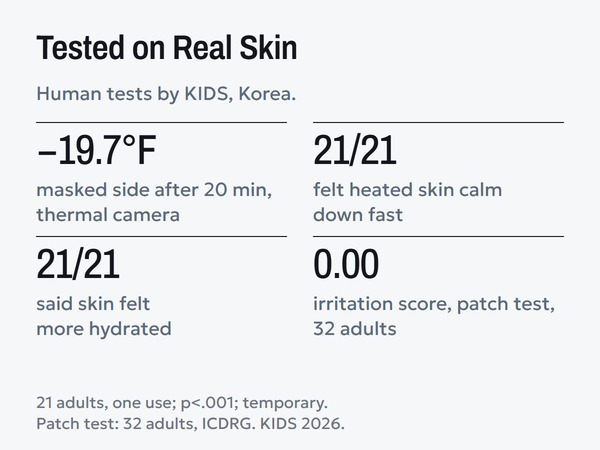 Tested on Real Skin
Human tests by KIDS, Korea.
–19.7°F
masked side after 20 min,
thermal camera
21/21
felt heated skin calm
down fast
21/21
said skin felt
more hydrated
0.00
irritation score, patch test,
32 adults
21 adults, one use; p<.001; temporary.
Patch test: 32 adults, ICDRG. KIDS 2026.